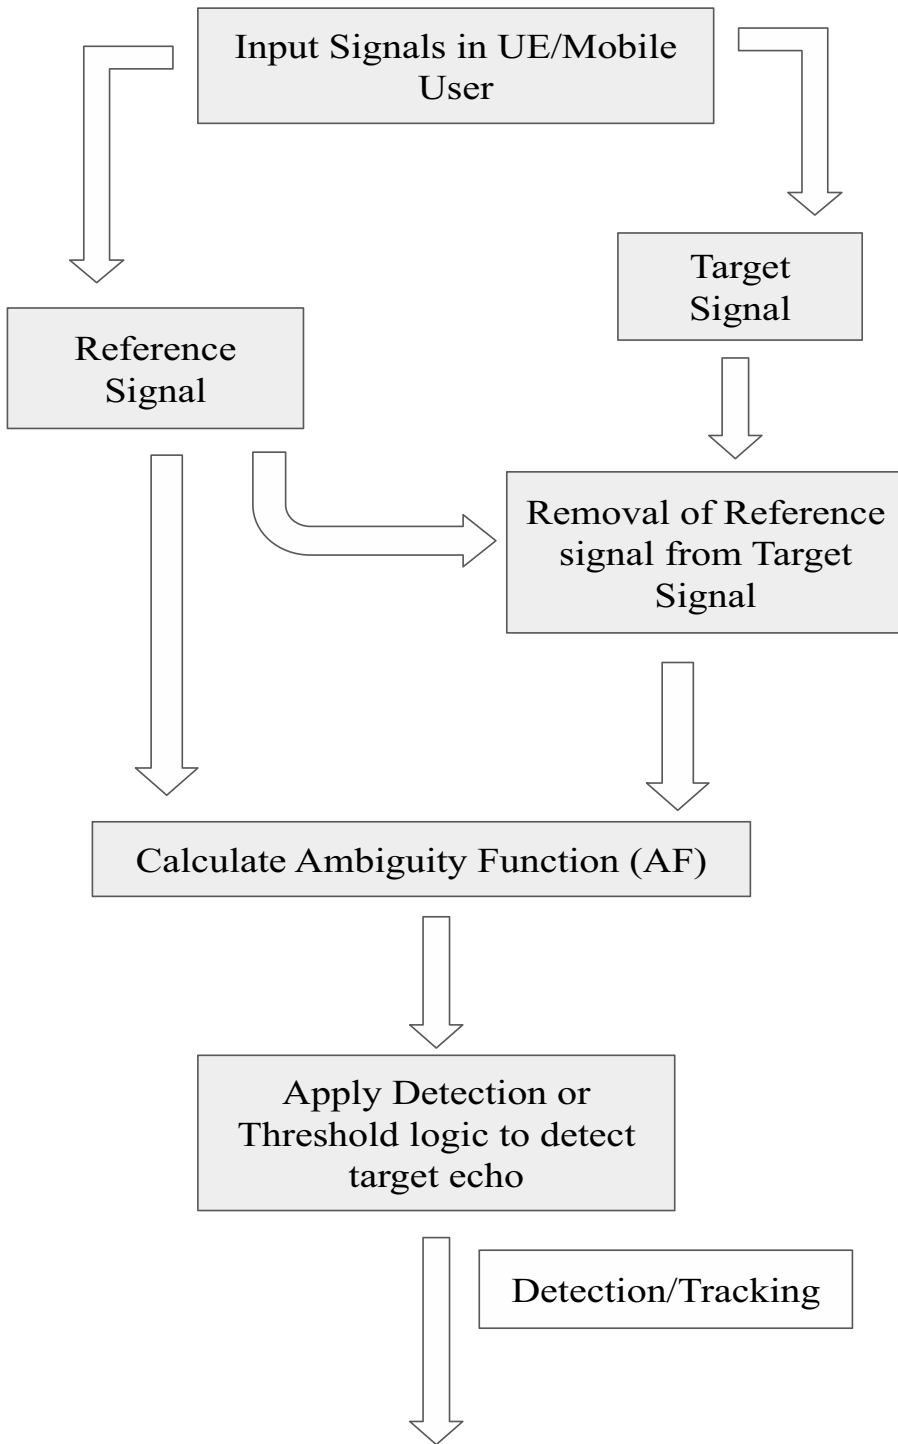 Input Signals in UE/Mobile
User
Target
Signal
Reference
Signal
Removal of Reference
signal from Target
Signal
Calculate Ambiguity Function (AF)
Apply Detection or
Threshold logic to detect
target echo
Detection/Tracking